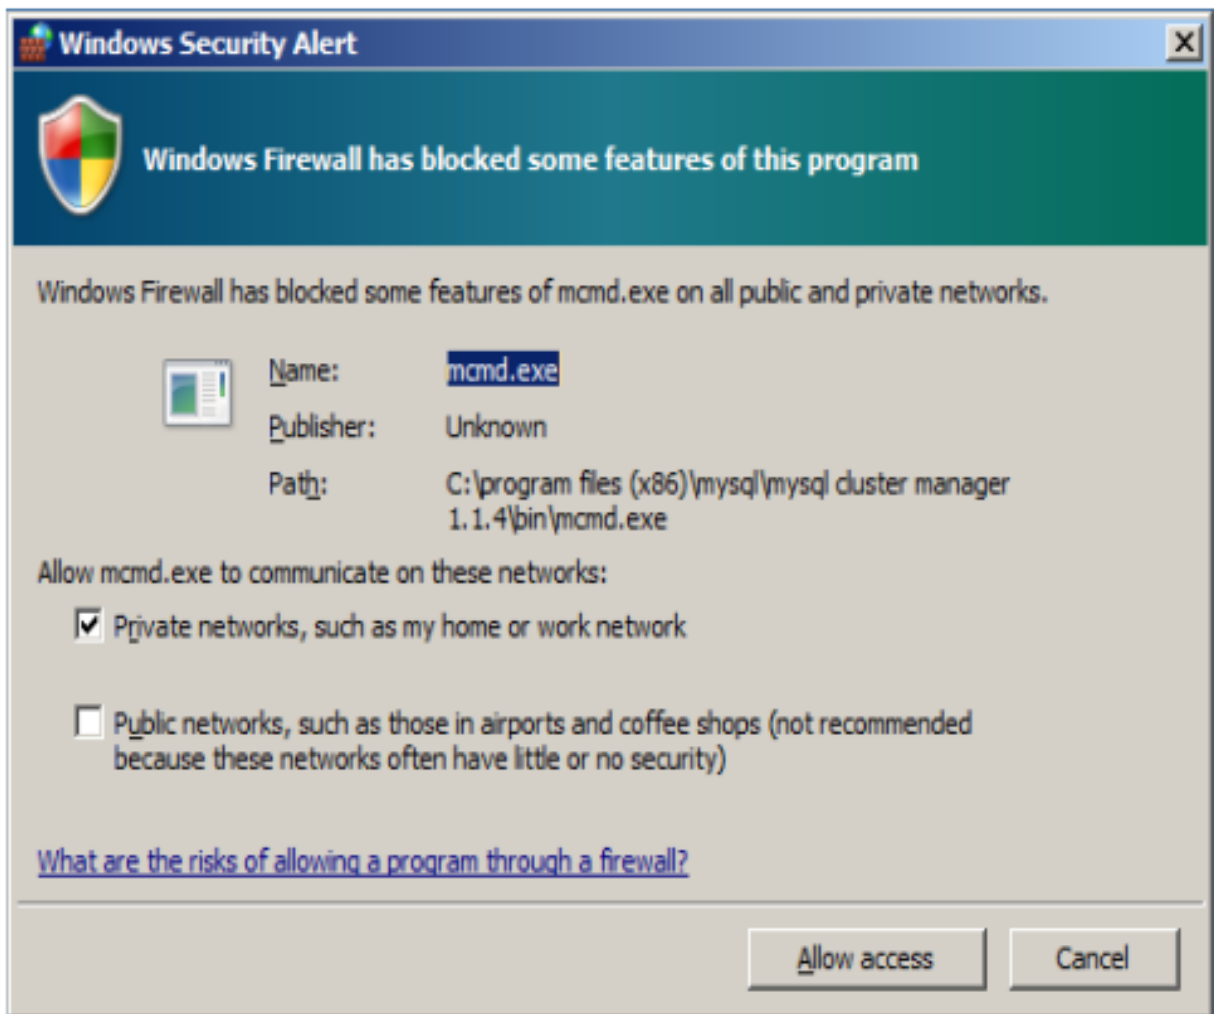 Windows Security Alert
Windows Firewall has blocked some features of this program
Windows Firewall has blocked some features of mcmd.exe on all public and private networks.
Name: mcmd.exe
Publisher: Unknown
Path: C:\program files (x86)\mysql\mysql cluster manager
1.1.4\bin\mcmd.exe
Allow mcmd.exe to communicate on these networks:
Private networks, such as my home or work network
Public networks, such as those in airports and coffee shops (not recommended
because these networks often have little or no security)
What are the risks of allowing a program through a firewall?
Allow access Cancel